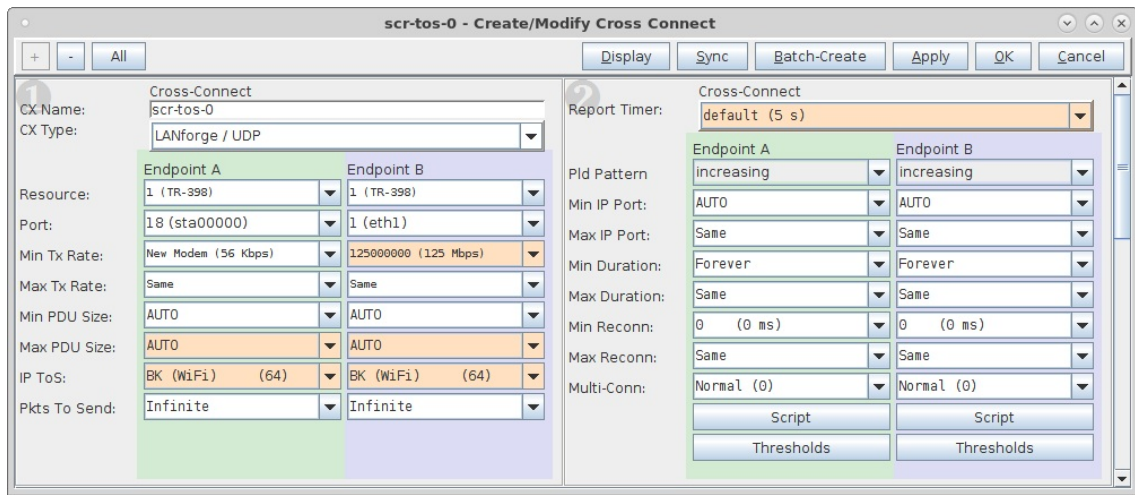 scr-tos-0 - Create/Modify Cross Connect
+ - All Display Sync Batch-Create Apply OK Cancel
1
Cross-Connect
CX Name: scr-tos-0
CX Type: LANforge / UDP
Endpoint A Endpoint B
Resource: 1 (TR-398) 1 (TR-398)
Port: 18 (sta00000) 1 (eth1)
Min Tx Rate: New Modem (56 Kbps) 125000000 (125 Mbps)
Max Tx Rate: Same Same
Min PDU Size: AUTO AUTO
Max PDU Size: AUTO AUTO
IP ToS: BK (WiFi) (64) BK (WiFi) (64)
Pkts To Send: Infinite Infinite
2
Cross-Connect
Report Timer: default (5 s)
Endpoint A Endpoint B
Pld Pattern increasing increasing
Min IP Port: AUTO AUTO
Max IP Port: Same Same
Min Duration: Forever Forever
Max Duration: Same Same
Min Reconn: 0 (0 ms) 0 (0 ms)
Max Reconn: Same Same
Multi-Conn: Normal (0) Normal (0)
Script Script
Thresholds Thresholds